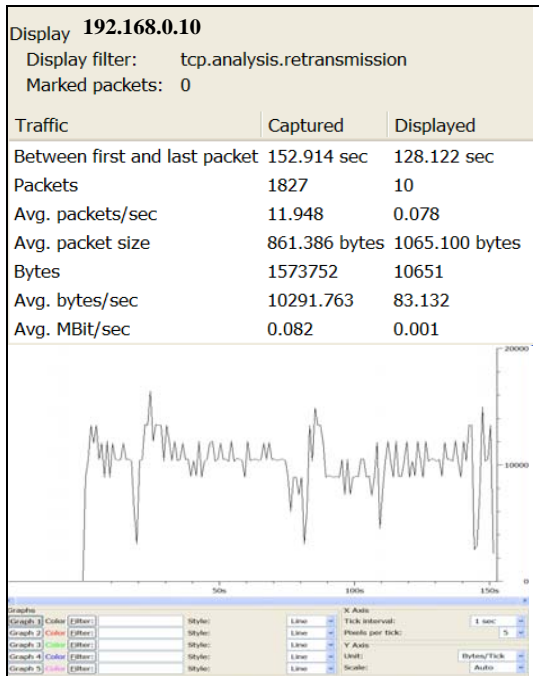 Display 192.168.0.10
Display filter: tcp.analysis.retransmission
Marked packets: 0
Traffic Captured Displayed
Between first and last packet 152.914 sec 128.122 sec
Packets 1827 10
Avg. packets/sec 11.948 0.078
Avg. packet size 861.386 bytes 1065.100 bytes
Bytes 1573752 10651
Avg. bytes/sec 10291.763 83.132
Avg. MBit/sec 0.082 0.001
20000
10000
0
50s 100s 150s
Graphs X Axis
Graph 1 Color Filter: Style: Line Tick interval: 1 sec
Graph 2 Color Filter: Style: Line Pixels per tick: 5
Graph 3 Color Filter: Style: Line Y Axis
Graph 4 Color Filter: Style: Line Unit: Bytes/Tick
Graph 5 Color Filter: Style: Line Scale: Auto